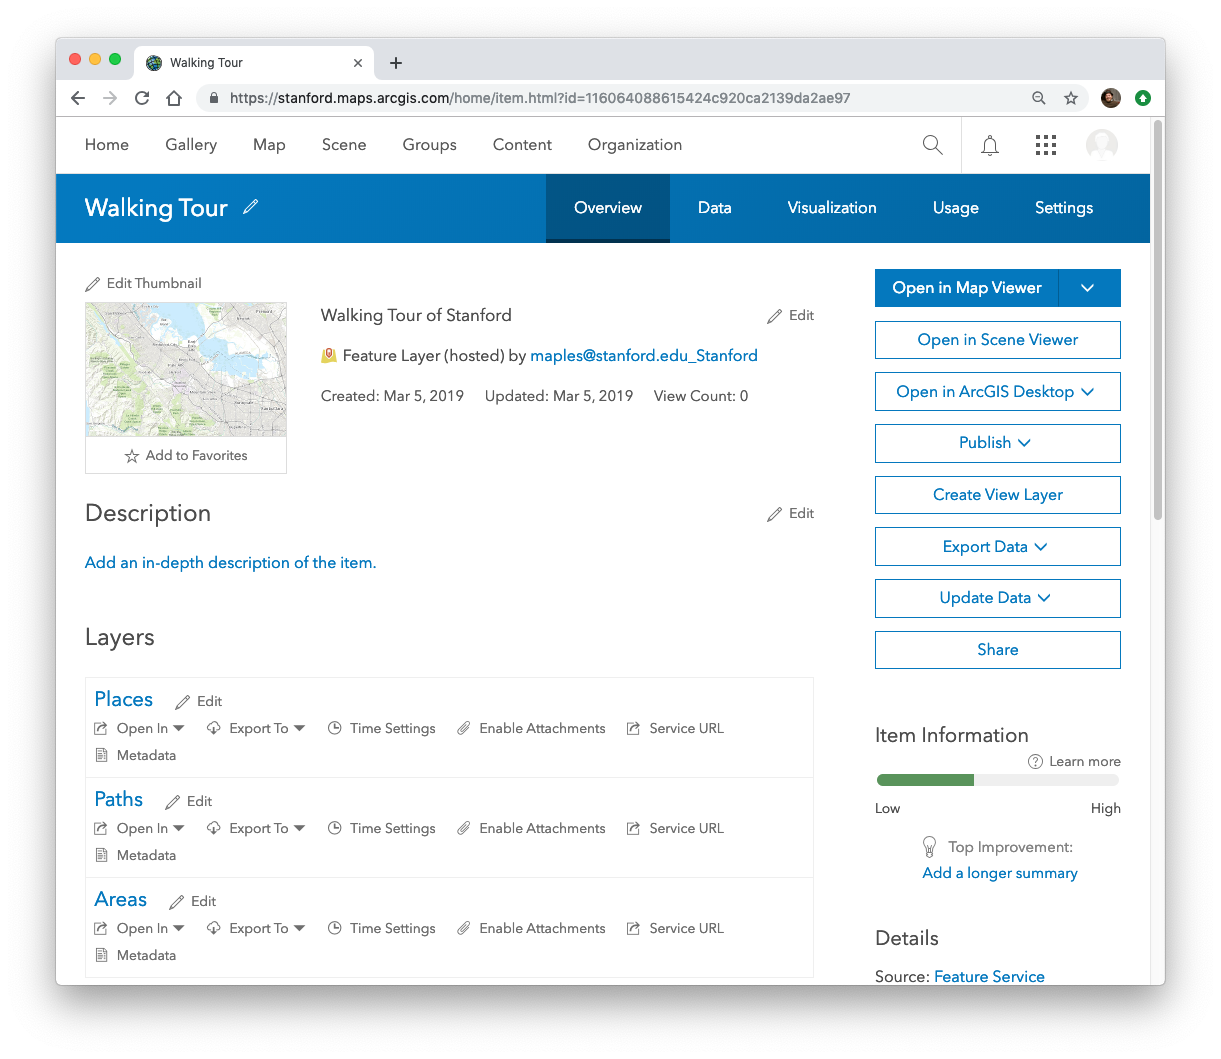 Walking Tour
https://stanford.maps.arcgis.com/home/item.html?id=116064088615424c920ca2139da2ae97
Home Gallery Map Scene Groups Content Organization
Walking Tour Overview Data Visualization Usage Settings
Edit Thumbnail
Add to Favorites
Walking Tour of Stanford Edit
Feature Layer (hosted) by maples@stanford.edu_Stanford
Created: Mar 5, 2019 Updated: Mar 5, 2019 View Count: 0
Description Edit
Add an in-depth description of the item.
Layers
Places Edit
Open In Export To Time Settings Enable Attachments Service URL
Metadata
Paths Edit
Open In Export To Time Settings Enable Attachments Service URL
Metadata
Areas Edit
Open In Export To Time Settings Enable Attachments Service URL
Metadata
Open in Map Viewer
Open in Scene Viewer
Open in ArcGIS Desktop
Publish
Create View Layer
Export Data
Update Data
Share
Item Information
Learn more
Low High
Top Improvement:
Add a longer summary
Details
Source: Feature Service